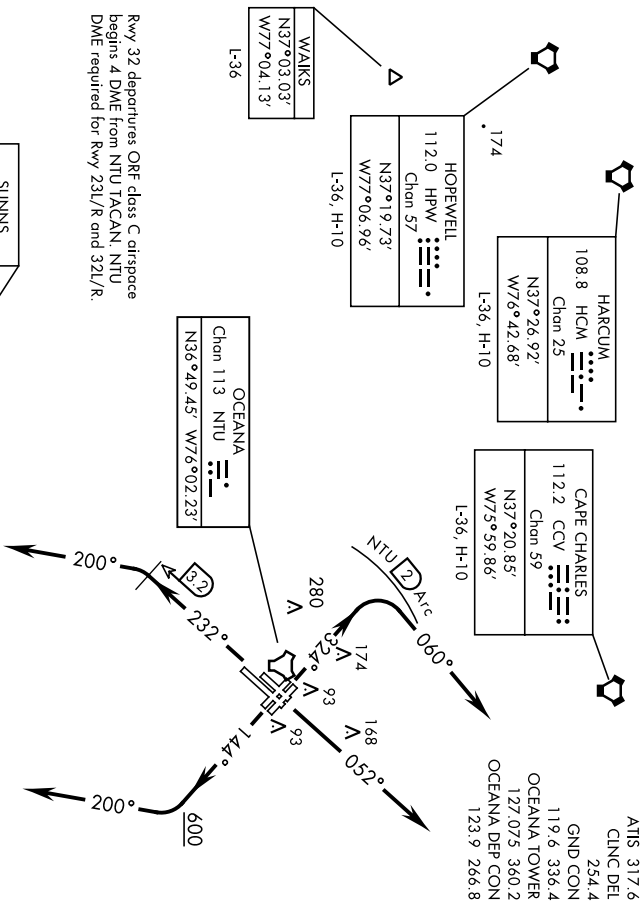 ATIS 317.6
CLNC DEL
254.4
GND CON
119.6 336.4
OCEANA TOWER
127.075 360.2
OCEANA DEP CON
123.9 266.8
CAPE CHARLES
112.2 CCV
Chan 59
N37°20.85'
W75°59.86'
L-36, H-10
HARCUM
108.8 HCM
Chan 25
N37°26.92'
W76°42.68'
L-36, H-10
174
HOPEWELL
112.0 HPW
Chan 57
N37°19.73'
W77°06.96'
L-36, H-10
WAIKS
N37°03.03'
W77°04.13'
L-36
NTU 2 Arc
060°
324°
174
280
93
168
93
052°
OCEANA
Chan 113 NTU
N36°49.45' W76°02.23'
3.2
232°
200°
144°
600
200°
Rwy 32 departures ORF class C airspace
begins 4 DME from NTU TACAN. NTU
DME required for Rwy 23L/R and 32L/R.
SUNNS